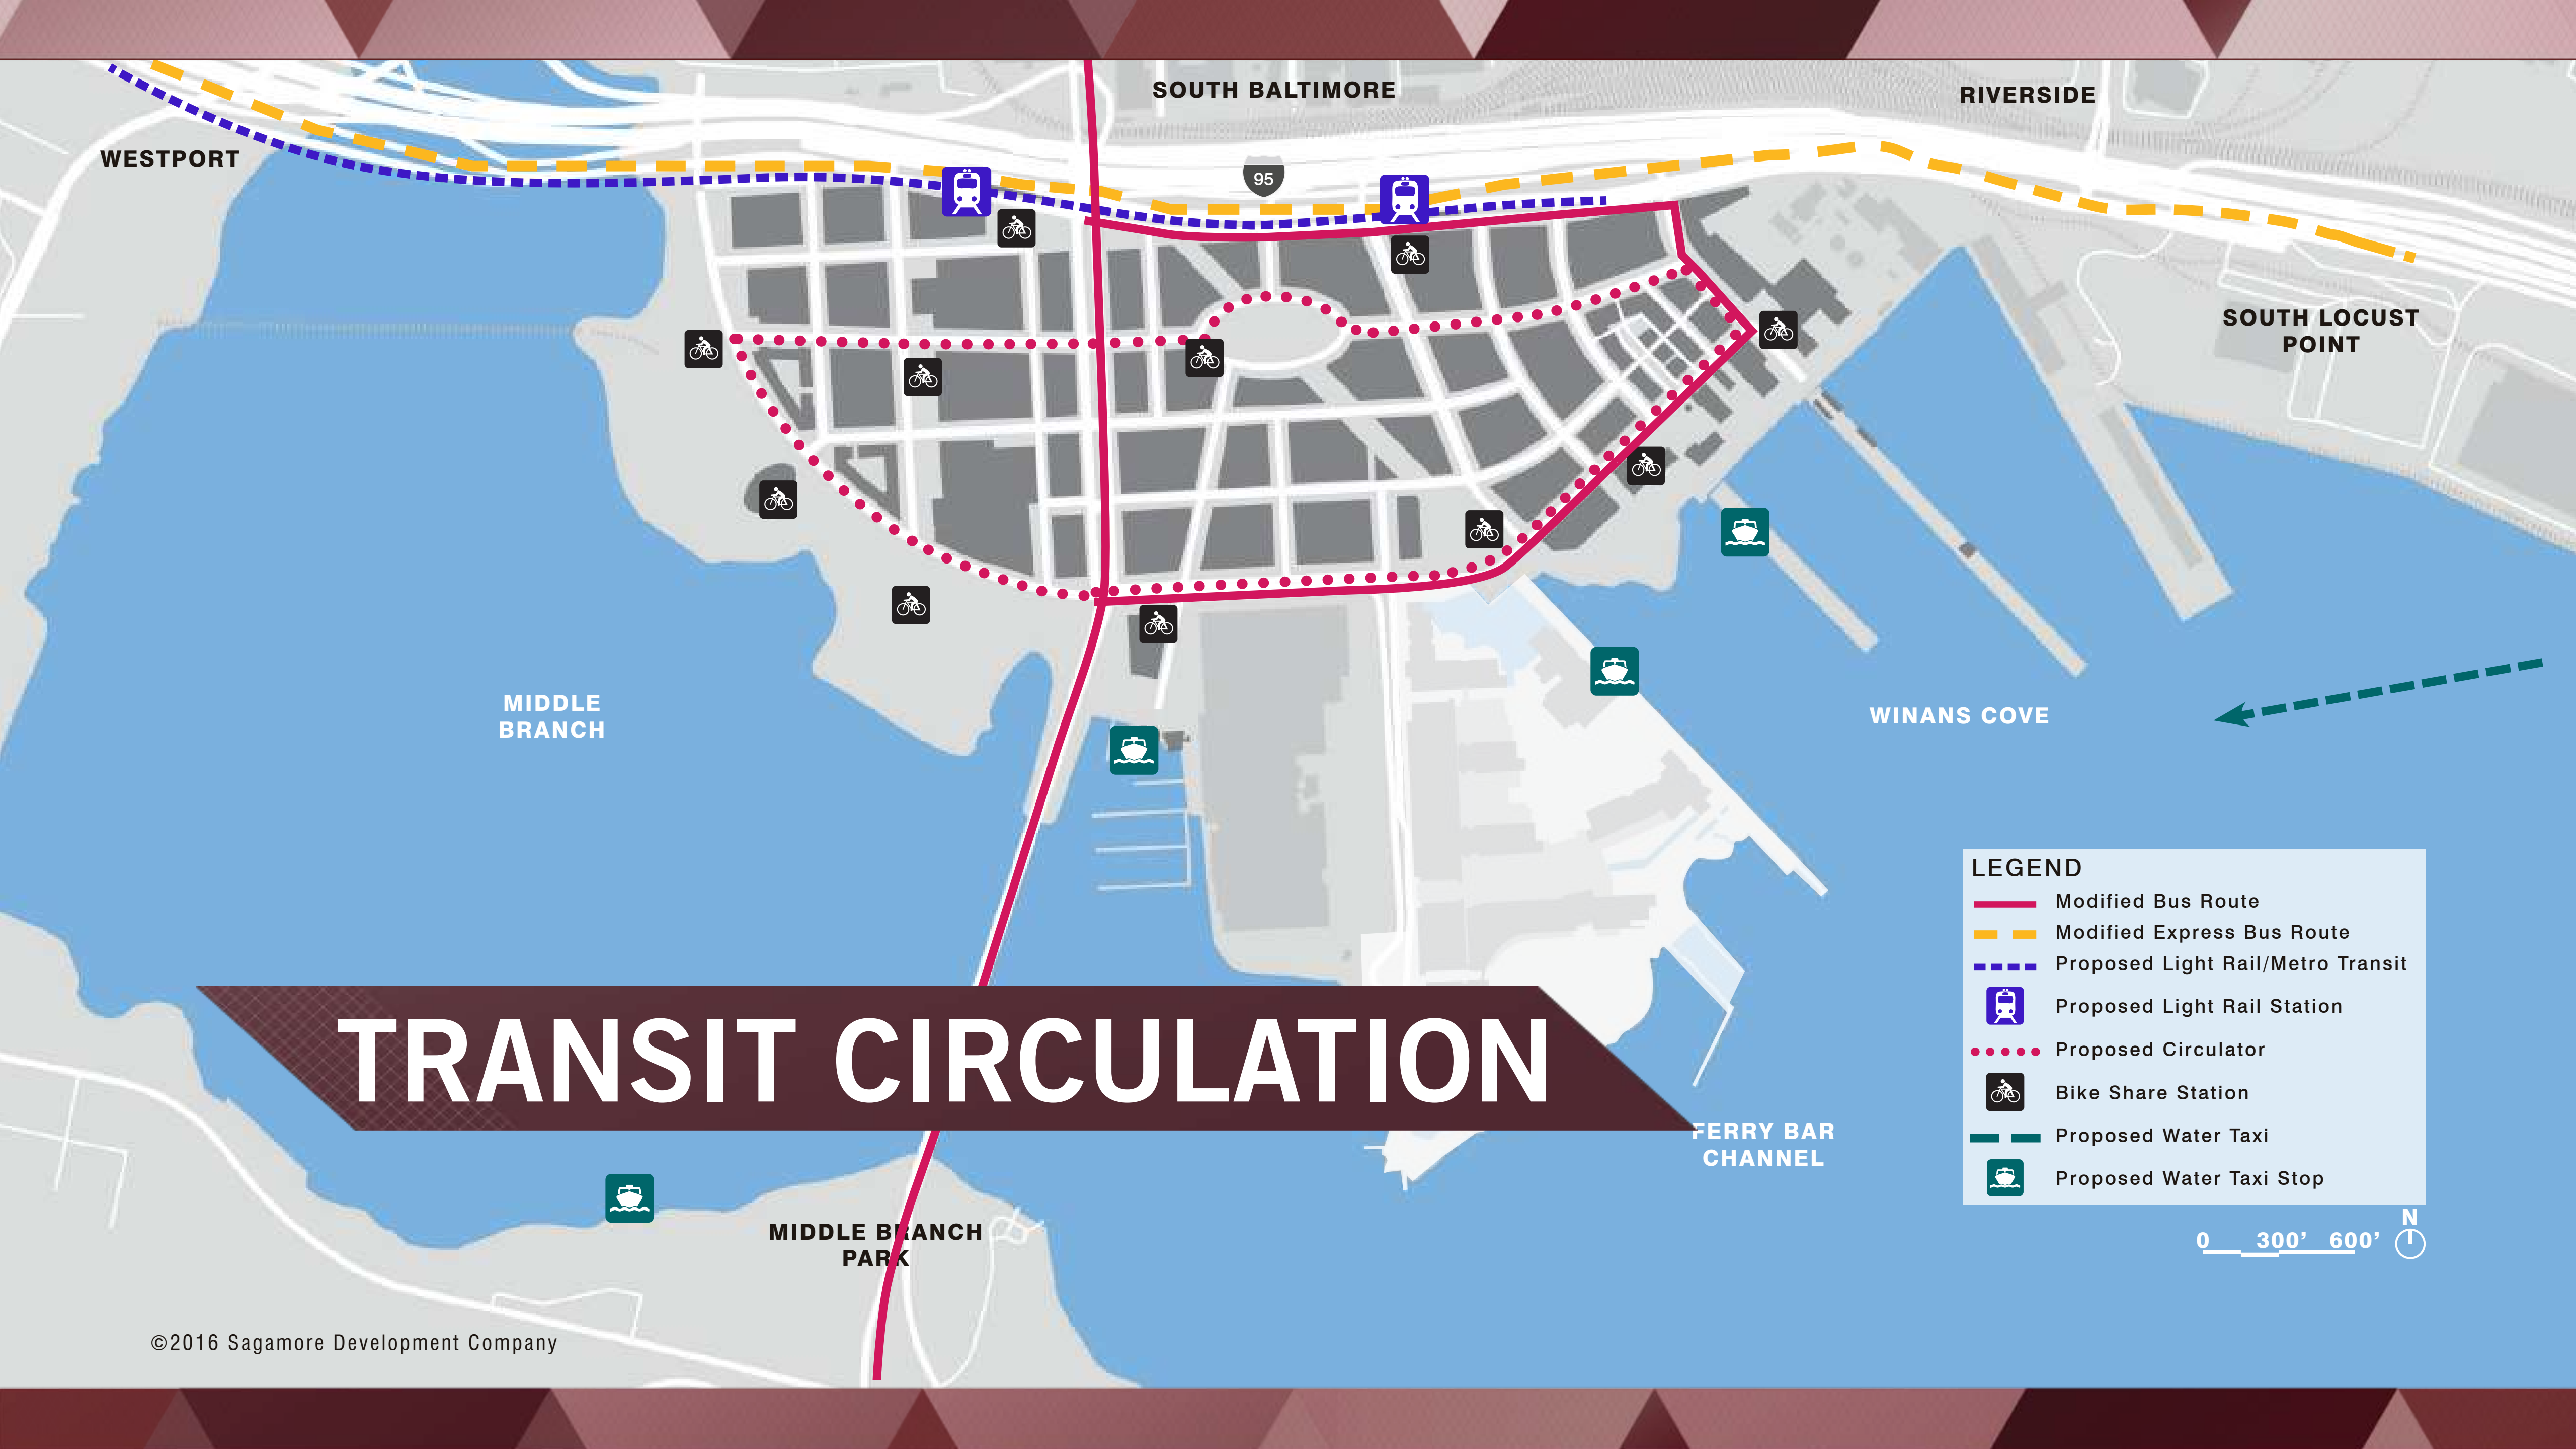 SOUTH BALTIMORE
RIVERSIDE
WESTPORT
95
SOUTH LOCUST
POINT
MIDDLE
BRANCH
WINANS COVE
LEGEND
Modified Bus Route
Modified Express Bus Route
Proposed Light Rail/Metro Transit
Proposed Light Rail Station
Proposed Circulator
Bike Share Station
Proposed Water Taxi
Proposed Water Taxi Stop
TRANSIT CIRCULATION
FERRY BAR
CHANNEL
MIDDLE BRANCH
PARK
N
0 300’ 600’
©2016 Sagamore Development Company